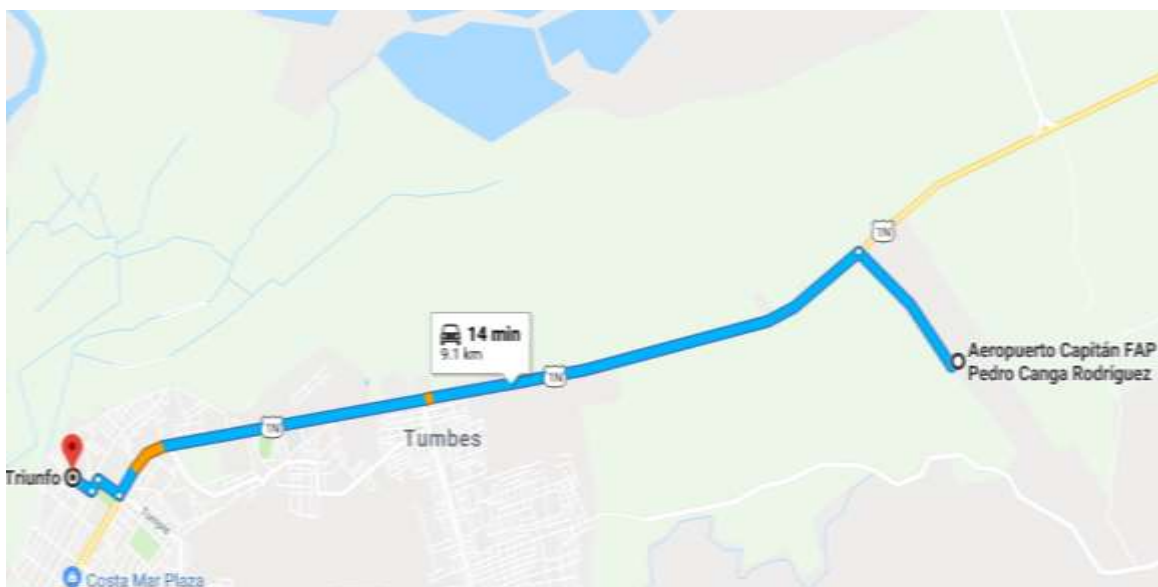 1N
14 min
9.1 km
Aeropuerto Capitán FAP
Pedro Canga Rodríguez
1N
1N
Tumbes
Triunfo
Tumpis
Costa Mar Plaza